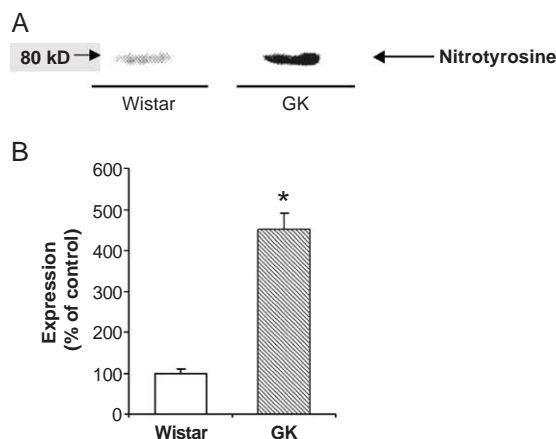 A
80 kD
Nitrotyrosine
Wistar GK
B
Expression
(% of control)
600
500
400
300
200
100
0
*
Wistar GK